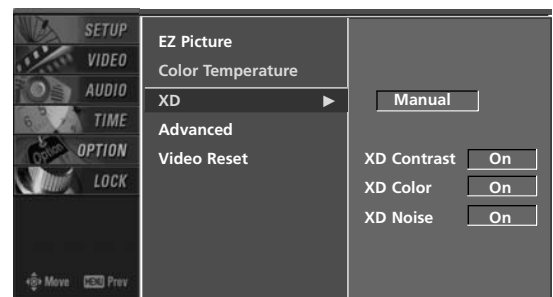 SETUP
VIDEO
AUDIO
TIME
OPTION
LOCK
Move MENU Prev
EZ Picture
Color Temperature
XD ▶
Advanced
Video Reset
Manual
XD Contrast On
XD Color On
XD Noise On